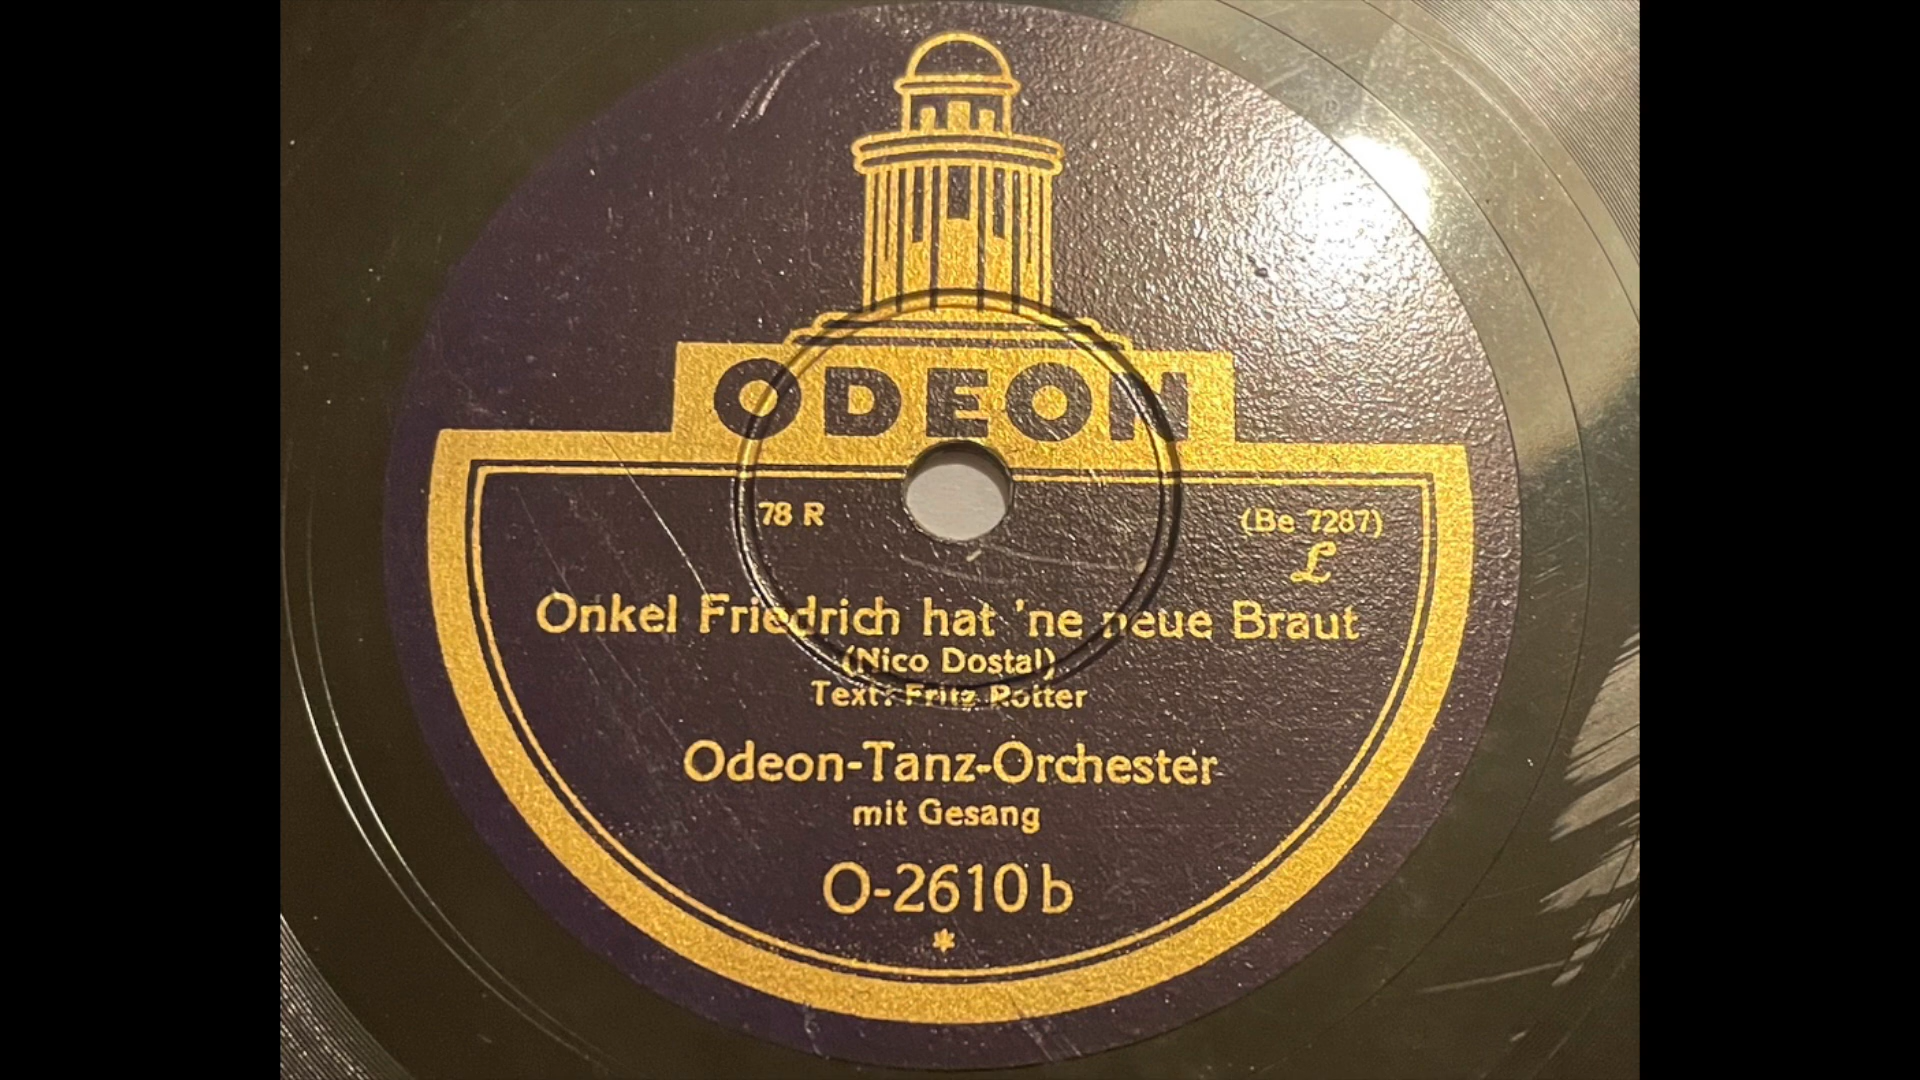 ODEON
78 R
(Be 7287)
L
Onkel Friedrich hat 'ne neue Braut
(Nico Dostal)
Text: Fritz Rotter
Odeon-Tanz-Orchester
mit Gesang
O-2610 b
*